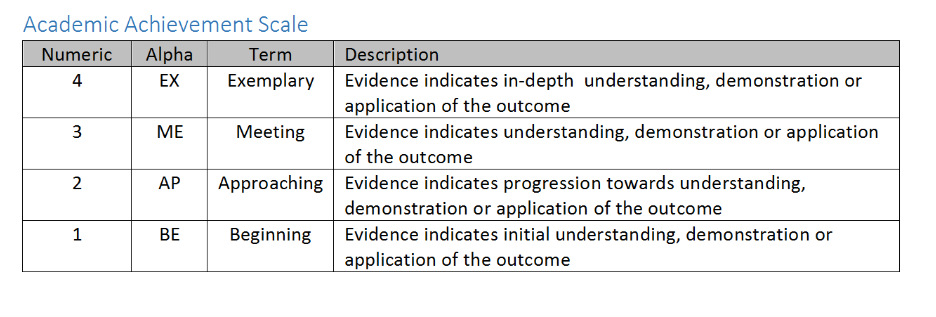 Academic Achievement Scale
Numeric Alpha Term Description
4 EX Exemplary Evidence indicates in-depth understanding, demonstration or
application of the outcome
3 ME Meeting Evidence indicates understanding, demonstration or application
of the outcome
2 AP Approaching Evidence indicates progression towards understanding,
demonstration or application of the outcome
1 BE Beginning Evidence indicates initial understanding, demonstration or
application of the outcome